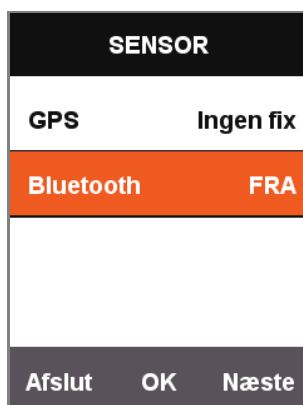 SENSOR
GPS Ingen fix
Bluetooth FRA
Afslut OK Næste